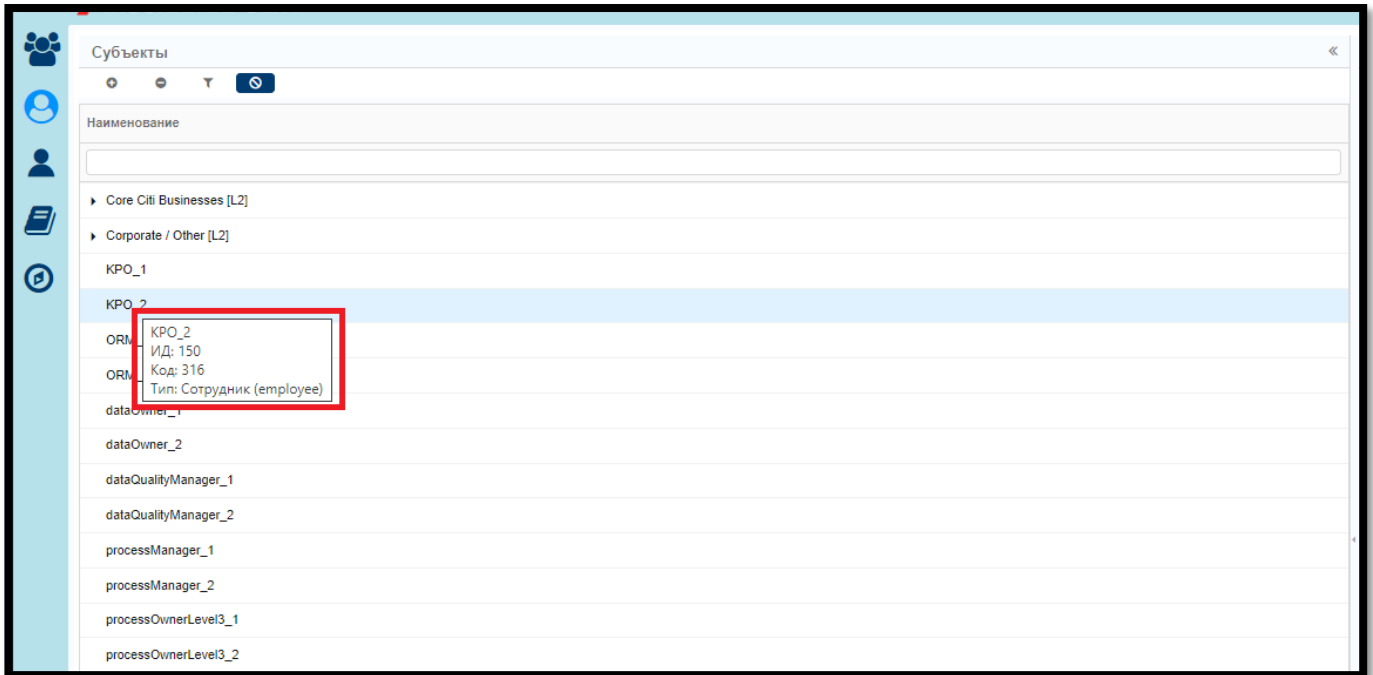 Субъекты
Наименование
Core Citi Businesses [L2]
Corporate / Other [L2]
KPO_1
KPO_2
KPO_2
ИД: 150
Код: 316
Тип: Сотрудник (employee)
dataOwner_1
dataOwner_2
dataQualityManager_1
dataQualityManager_2
processManager_1
processManager_2
processOwnerLevel3_1
processOwnerLevel3_2